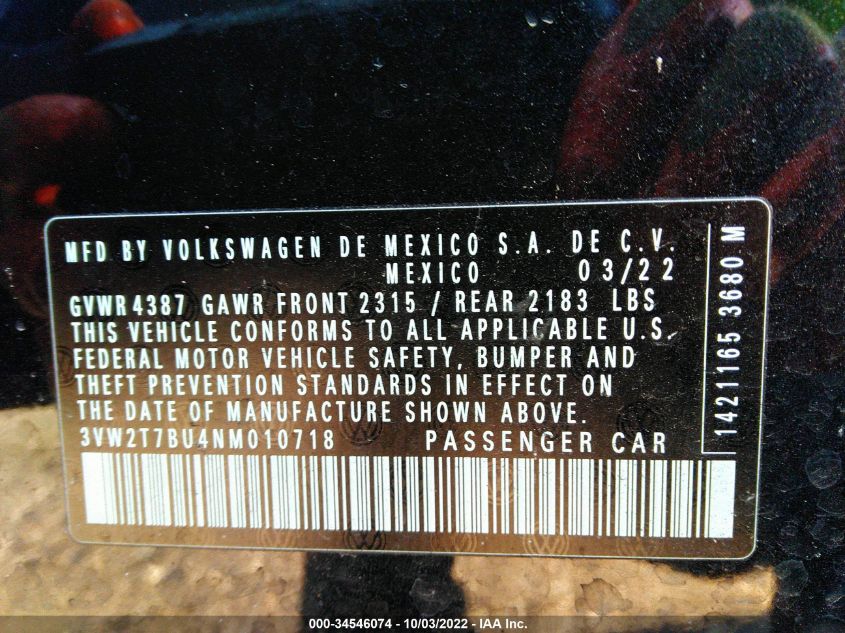 MFD BY VOLKSWAGEN DE MEXICO S.A. DE C.V.
MEXICO 03/22
GVWR 4387 GAWR FRONT 2315 / REAR 2183 LBS
THIS VEHICLE CONFORMS TO ALL APPLICABLE U.S.
FEDERAL MOTOR VEHICLE SAFETY, BUMPER AND
THEFT PREVENTION STANDARDS IN EFFECT ON
THE DATE OF MANUFACTURE SHOWN ABOVE.
3VW2T7BU4NM010718 PASSENGER CAR
1421165 3680 M
000-34546074 - 10/03/2022 - IAA Inc.